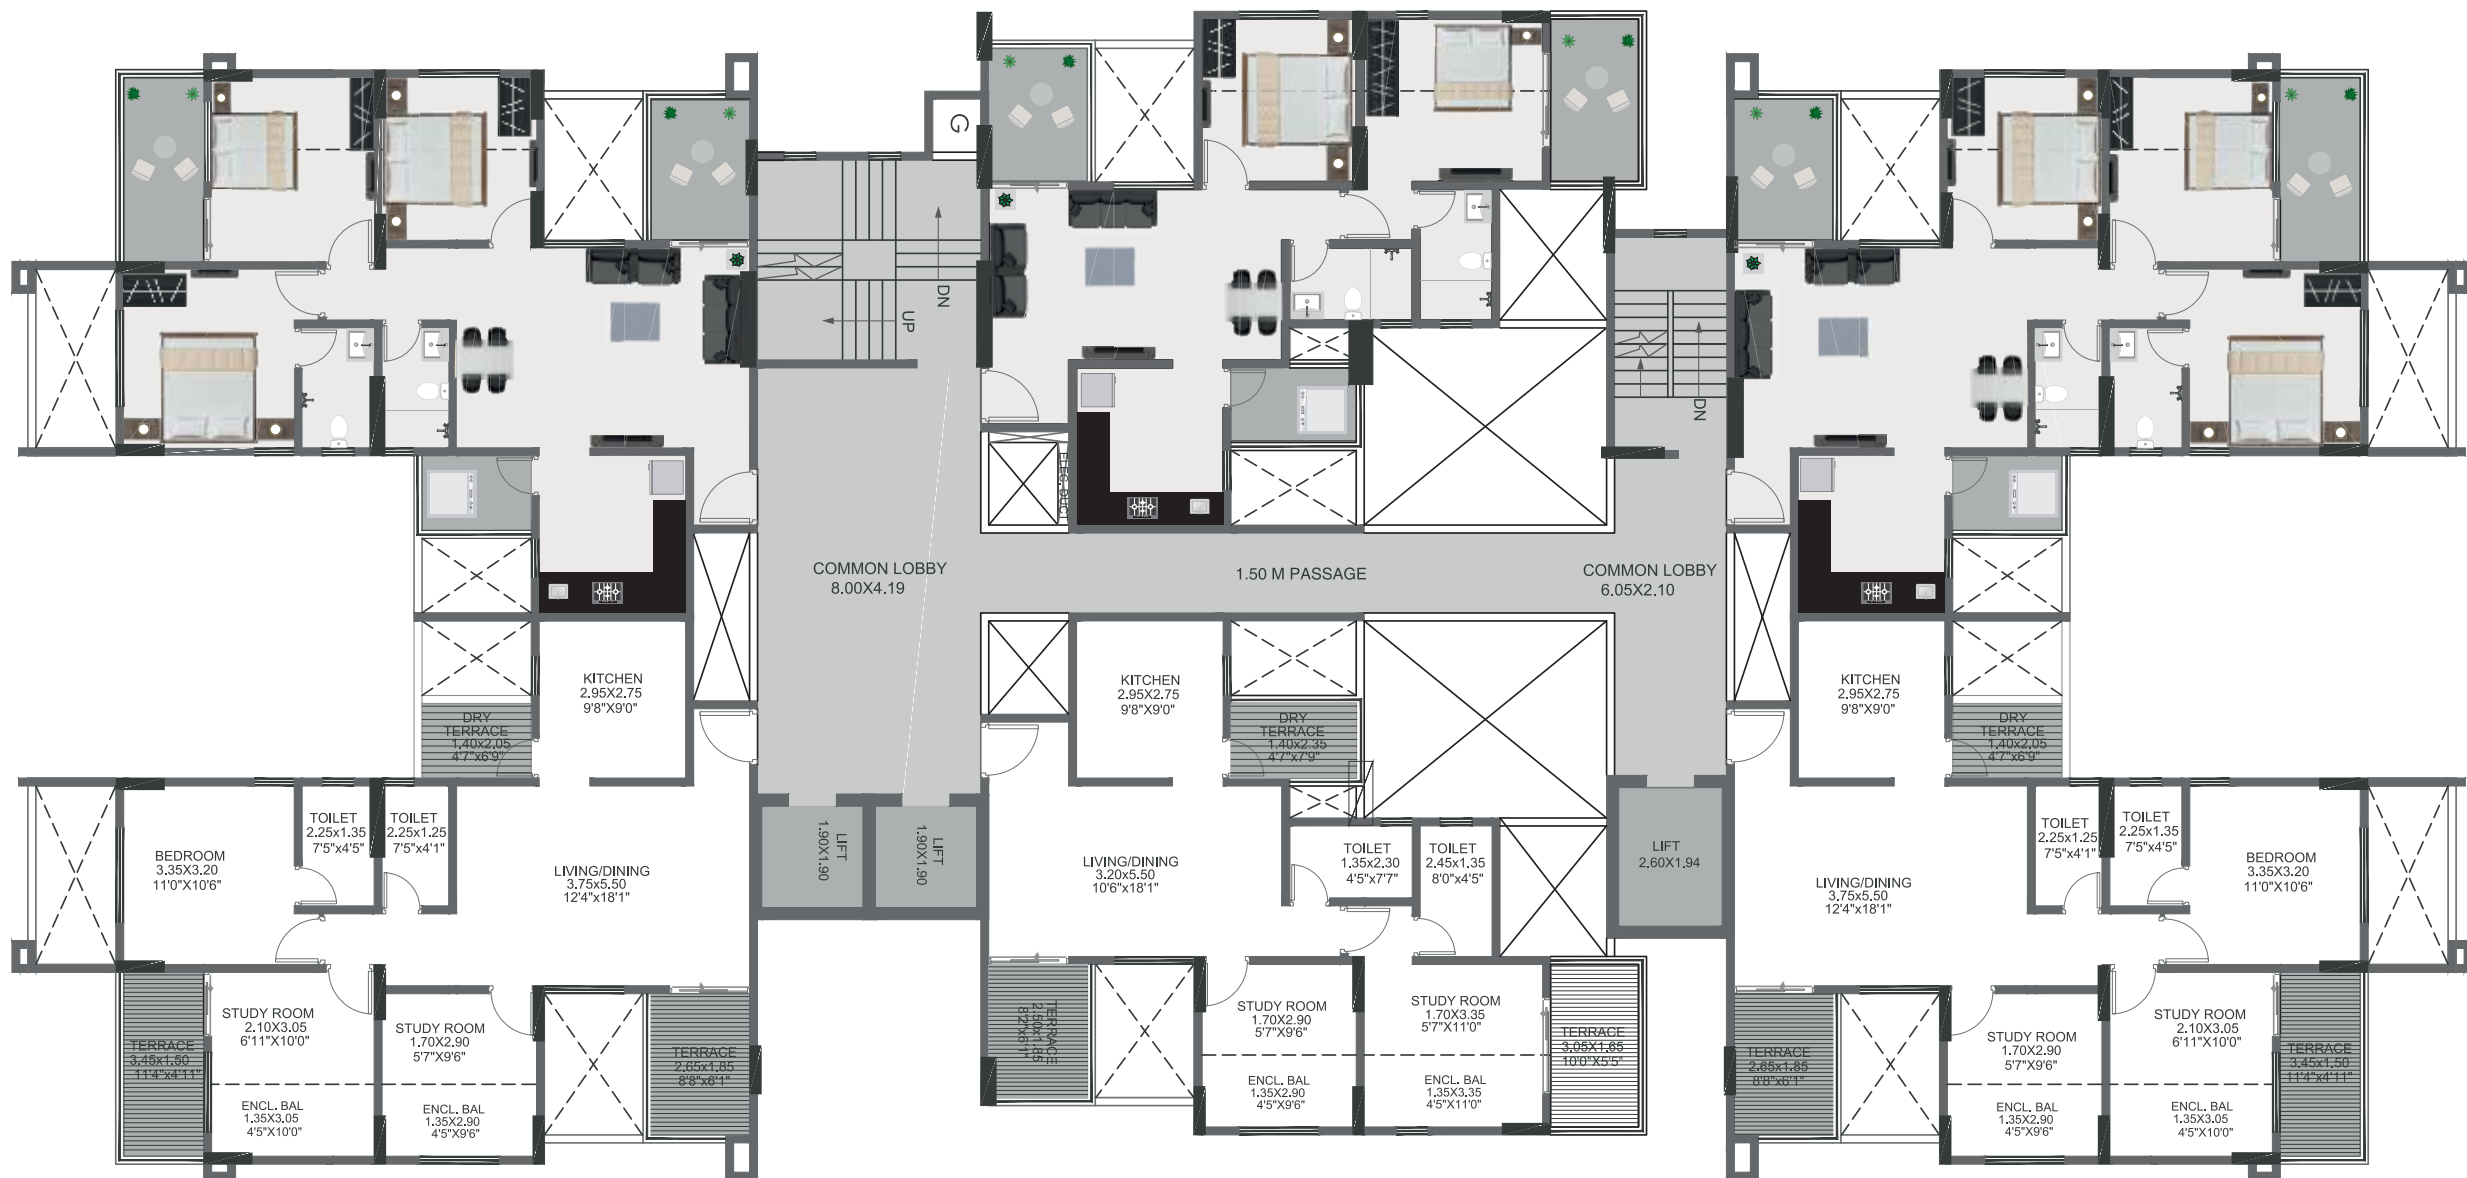 G
DN
UP
DN
ELEC. DUCT
COMMON LOBBY
8.00X4.19
1.50 M PASSAGE
COMMON LOBBY
6.05X2.10
KITCHEN
2.95X2.75
9'8"X9'0"
DRY
TERRACE
1.40x2.05
4'7"x6'9"
BEDROOM
3.35X3.20
11'0"X10'6"
TOILET
2.25x1.35
7'5"x4'5"
TOILET
2.25x1.25
7'5"x4'1"
LIVING/DINING
3.75x5.50
12'4"x18'1"
STUDY ROOM
2.10X3.05
6'11"X10'0"
STUDY ROOM
1.70X2.90
5'7"X9'6"
TERRACE
3.45x1.50
11'4"x4'11"
TERRACE
2.65x1.85
8'8"x6'1"
ENCL. BAL
1.35X3.05
4'5"X10'0"
ENCL. BAL
1.35X2.90
4'5"X9'6"
LIFT
1.90X1.90
LIFT
1.90X1.90
KITCHEN
2.95X2.75
9'8"X9'0"
DRY
TERRACE
1.40x2.35
4'7"x7'9"
LIVING/DINING
3.20x5.50
10'6"x18'1"
TOILET
1.35x2.30
4'5"x7'7"
TOILET
2.45x1.35
8'0"x4'5"
TERRACE
2.50x1.85
8'2"x6'1"
STUDY ROOM
1.70X2.90
5'7"X9'6"
STUDY ROOM
1.70X3.35
5'7"X11'0"
TERRACE
3.05X1.65
10'0"X5'5"
ENCL. BAL
1.35X2.90
4'5"X9'6"
ENCL. BAL
1.35X3.35
4'5"X11'0"
LIFT
2.60X1.94
KITCHEN
2.95X2.75
9'8"X9'0"
DRY
TERRACE
1.40x2.05
4'7"x6'9"
TOILET
2.25x1.25
7'5"x4'1"
TOILET
2.25x1.35
7'5"x4'5"
BEDROOM
3.35X3.20
11'0"X10'6"
LIVING/DINING
3.75x5.50
12'4"x18'1"
STUDY ROOM
2.10X3.05
6'11"X10'0"
STUDY ROOM
1.70X2.90
5'7"X9'6"
TERRACE
2.65x1.85
8'8"x6'1"
TERRACE
3.45x1.50
11'4"x4'11"
ENCL. BAL
1.35X2.90
4'5"X9'6"
ENCL. BAL
1.35X3.05
4'5"X10'0"